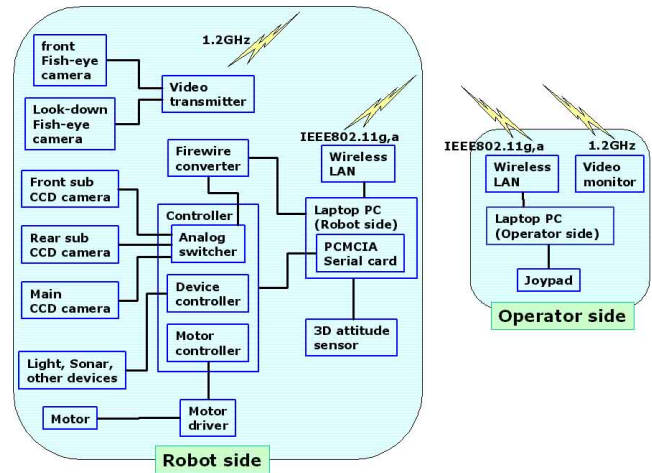 front
Fish-eye
camera
1.2GHz
Video
transmitter
Look-down
Fish-eye
camera
IEEE802.11g,a
Firewire
converter
Wireless
LAN
Front sub
CCD camera
Controller
Laptop PC
(Robot side)
Analog
switcher
Rear sub
CCD camera
PCMCIA
Serial card
Main
CCD camera
Device
controller
Motor
controller
3D attitude
sensor
Light, Sonar,
other devices
Motor
Motor
driver
Robot side
IEEE802.11g,a
1.2GHz
Wireless
LAN
Video
monitor
Laptop PC
(Operator side)
Joypad
Operator side